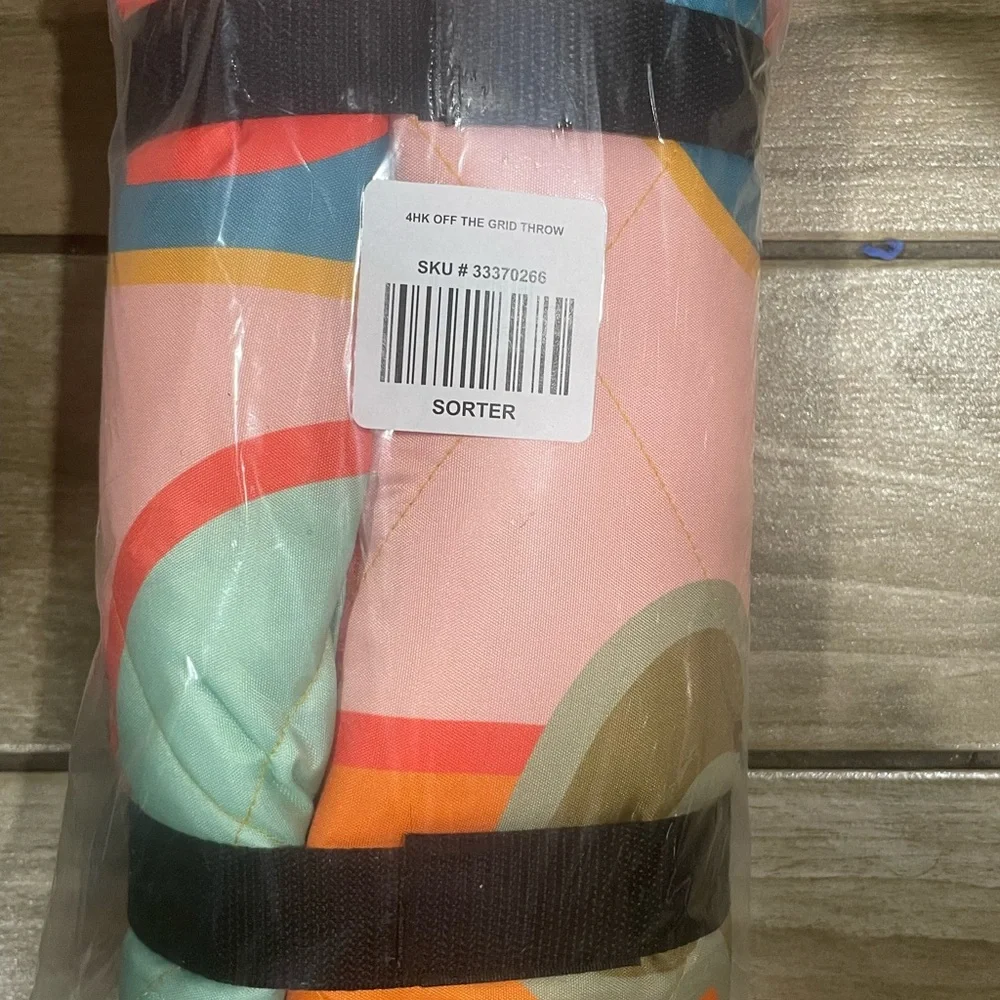 4HK OFF THE GRID THROW
SKU # 33370266
SORTER